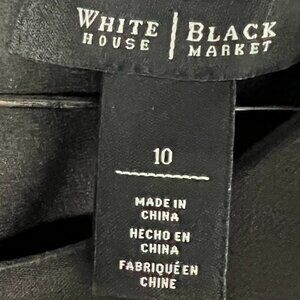 WHITE | BLACK
HOUSE | MARKET
10
MADE IN
CHINA
HECHO EN
CHINA
FABRIQUÉ EN
CHINE